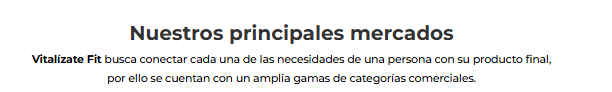 Nuestros principales mercados
Vitalízate Fit busca conectar cada una de las necesidades de una persona con su producto final,
por ello se cuentan con un amplia gamas de categorías comerciales.